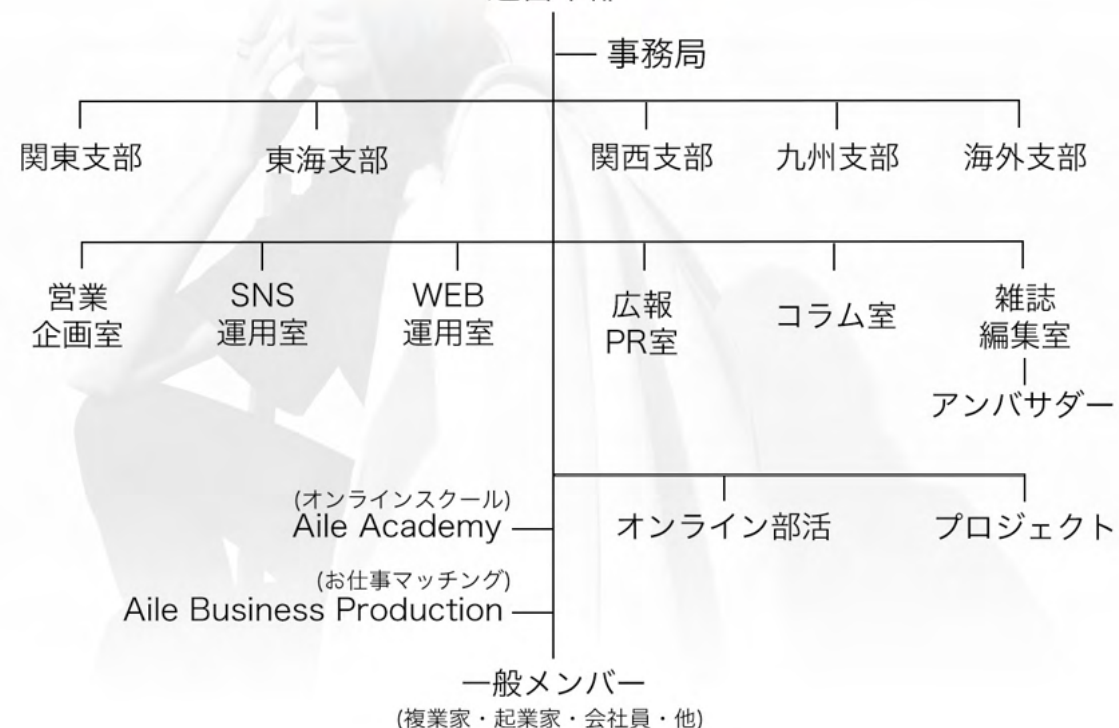 事務局
関東支部
東海支部
関西支部
九州支部
海外支部
営業
企画室
SNS
運用室
WEB
運用室
広報
PR室
コラム室
雑誌
編集室
アンバサダー
(オンラインスクール)
Aile Academy
オンライン部活
プロジェクト
(お仕事マッチング)
Aile Business Production
一般メンバー
(複業家・起業家・会社員・他)